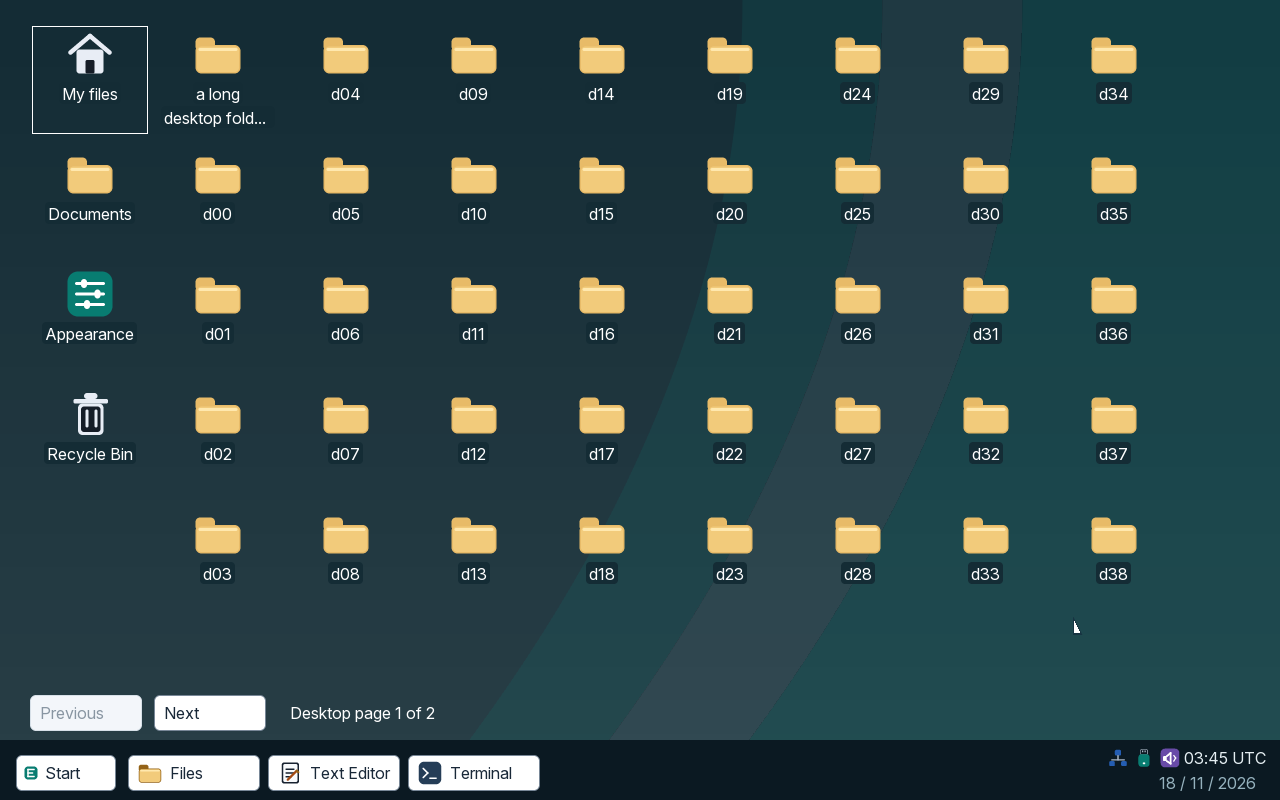 My files
a long
desktop fold...
d04
d09
d14
d19
d24
d29
d34
Documents
d00
d05
d10
d15
d20
d25
d30
d35
Appearance
d01
d06
d11
d16
d21
d26
d31
d36
Recycle Bin
d02
d07
d12
d17
d22
d27
d32
d37
d03
d08
d13
d18
d23
d28
d33
d38
Previous
Next
Desktop page 1 of 2
E Start
Files
Text Editor
Terminal
03:45 UTC
18 / 11 / 2026